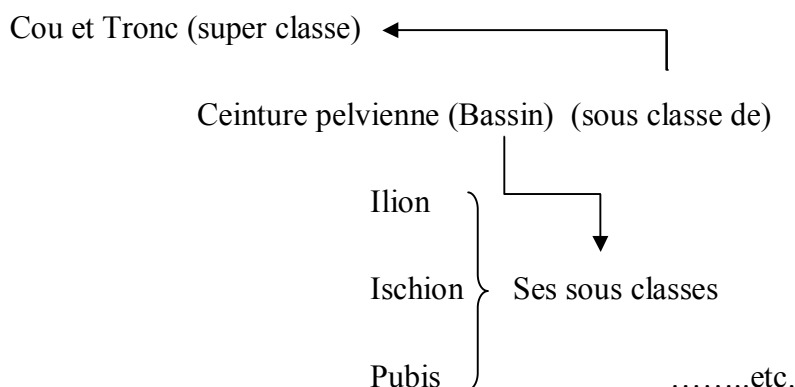 Cou et Tronc (super classe)
Ceinture pelvienne (Bassin) (sous classe de)
Ilion
Ischion Ses sous classes
Pubis ……..etc.